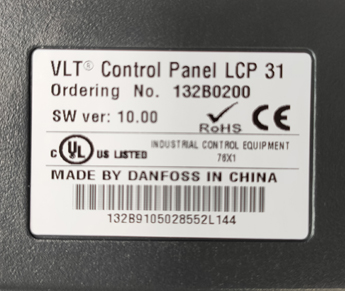 VLT® Control Panel LCP 31
Ordering No. 132B0200
SW ver: 10.00
RoHS CE
C UL US LISTED
INDUSTRIAL CONTROL EQUIPMENT
76X1
MADE BY DANFOSS IN CHINA
132B9105028552L144